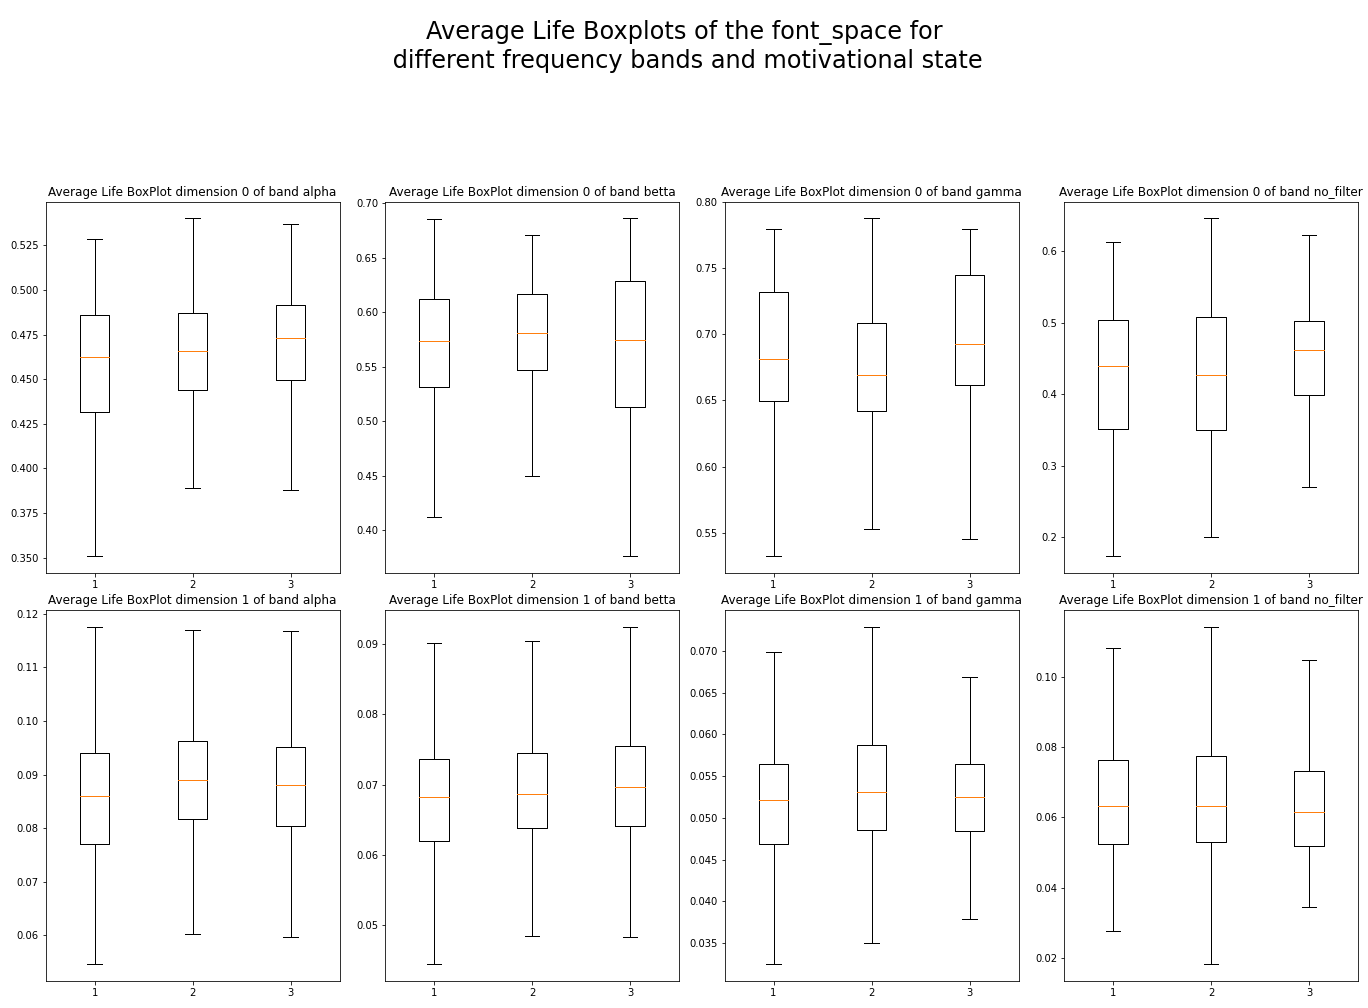 Average Life Boxplots of the font_space for
different frequency bands and motivational state
Average Life BoxPlot dimension 0 of band alpha
0.525
0.500
0.475
0.450
0.425
0.400
0.375
0.350
1 2 3
Average Life BoxPlot dimension 0 of band betta
0.70
0.65
0.60
0.55
0.50
0.45
0.40
1 2 3
Average Life BoxPlot dimension 0 of band gamma
0.80
0.75
0.70
0.65
0.60
0.55
1 2 3
Average Life BoxPlot dimension 0 of band no_filter
0.6
0.5
0.4
0.3
0.2
1 2 3
Average Life BoxPlot dimension 1 of band alpha
0.12
0.11
0.10
0.09
0.08
0.07
0.06
1 2 3
Average Life BoxPlot dimension 1 of band betta
0.09
0.08
0.07
0.06
0.05
1 2 3
Average Life BoxPlot dimension 1 of band gamma
0.070
0.065
0.060
0.055
0.050
0.045
0.040
0.035
1 2 3
Average Life BoxPlot dimension 1 of band no_filter
0.10
0.08
0.06
0.04
0.02
1 2 3